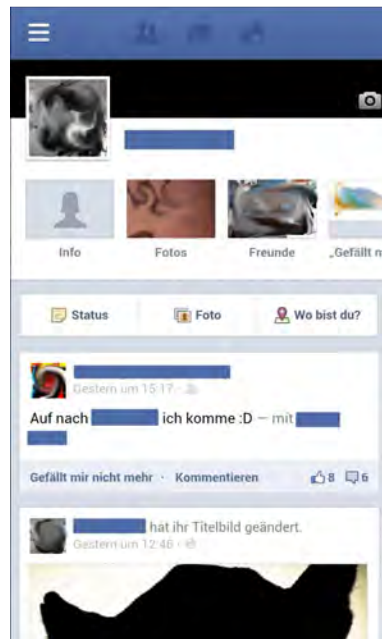 Info Fotos Freunde „Gefällt m
Status Foto Wo bist du?
Gestern um 15:17 ·
Auf nach ich komme :D – mit
Gefällt mir nicht mehr · Kommentieren 8 6
hat ihr Titelbild geändert.
Gestern um 12:46 ·